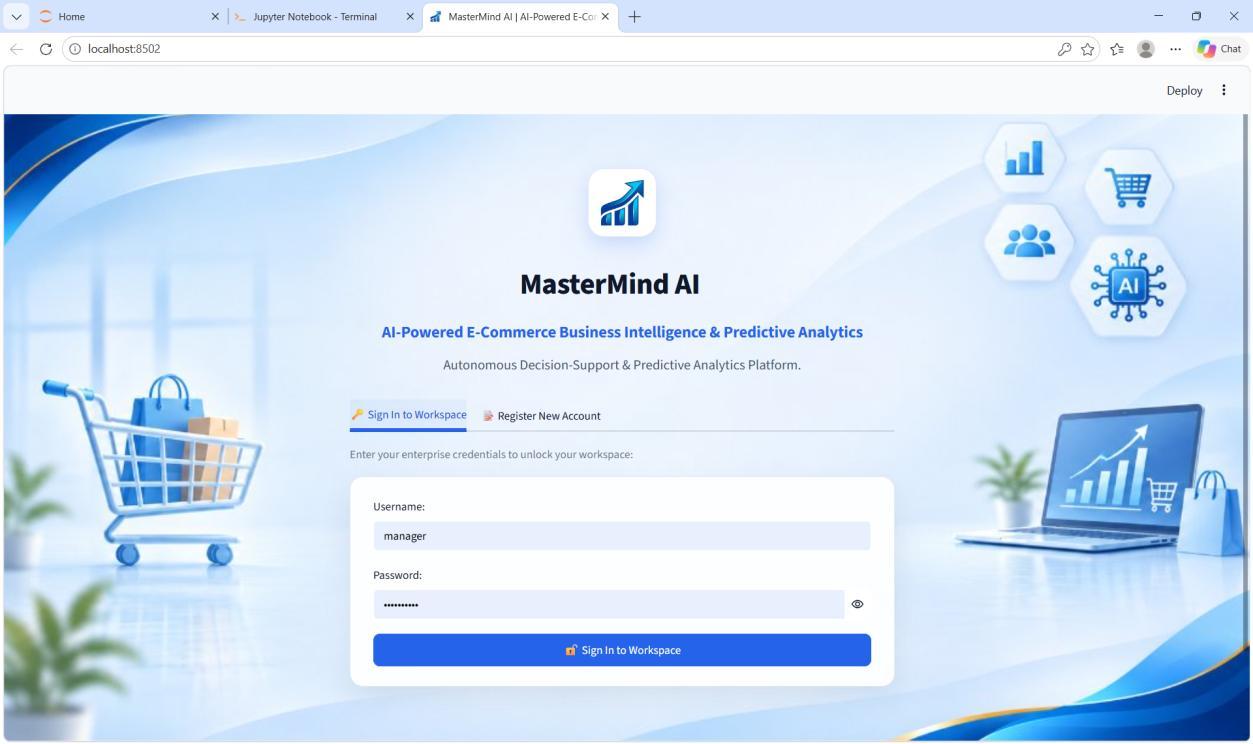 Home
Jupyter Notebook - Terminal
MasterMind AI | AI-Powered E-Co
localhost:8502
Chat
Deploy
AI
MasterMind AI
AI-Powered E-Commerce Business Intelligence & Predictive Analytics
Autonomous Decision-Support & Predictive Analytics Platform.
Sign In to Workspace
Register New Account
Enter your enterprise credentials to unlock your workspace:
Username:
manager
Password:
••••••••••
Sign In to Workspace